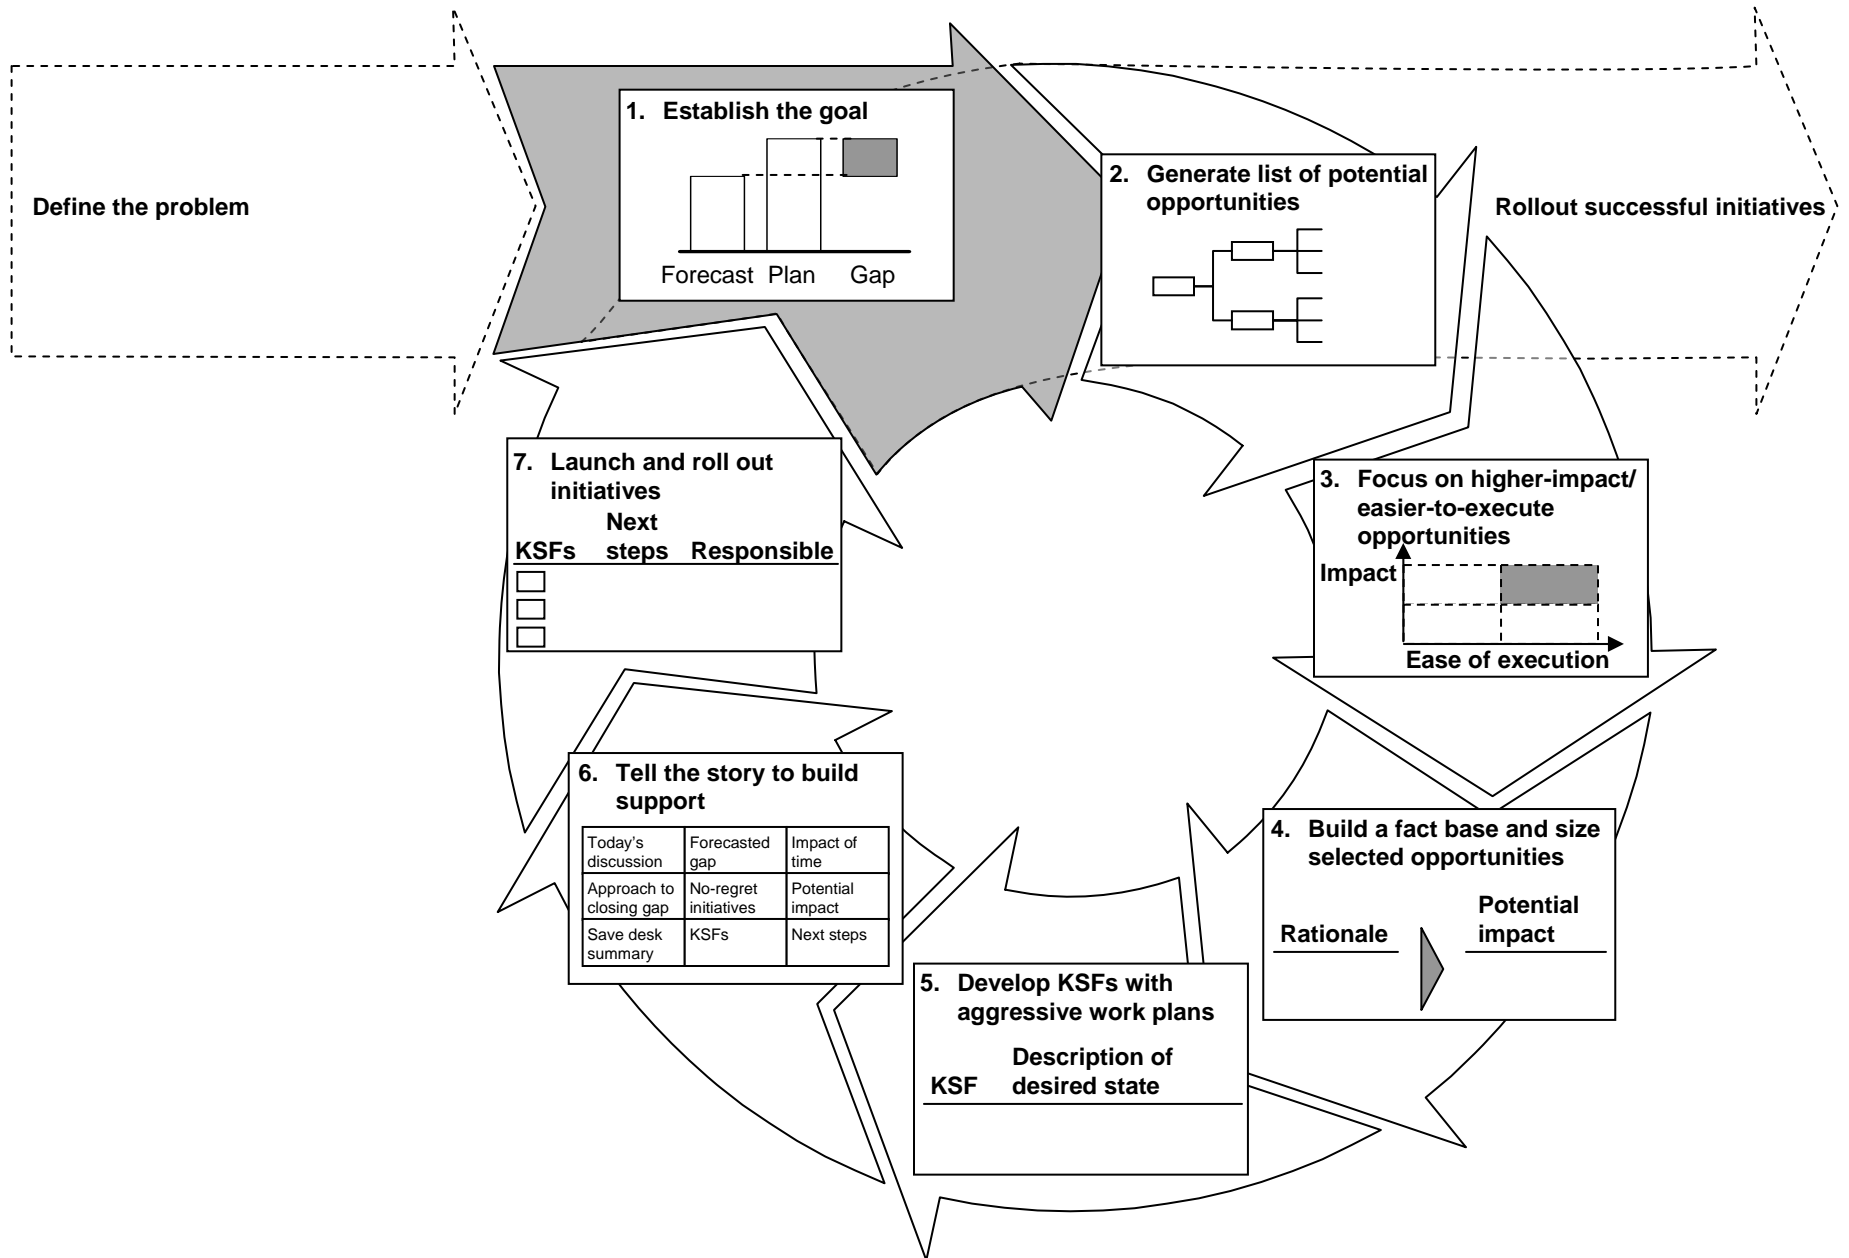 Define the problem
1. Establish the goal
Forecast Plan Gap
2. Generate list of potential
opportunities
Rollout successful initiatives
3. Focus on higher-impact/
easier-to-execute
opportunities
Impact
Ease of execution
4. Build a fact base and size
selected opportunities
Rationale
Potential
impact
5. Develop KSFs with
aggressive work plans
KSF
Description of
desired state
6. Tell the story to build
support
Today’s
discussion
Forecasted
gap
Impact of
time
Approach to
closing gap
No-regret
initiatives
Potential
impact
Save desk
summary
KSFs
Next steps
7. Launch and roll out
initiatives
KSFs
Next
steps
Responsible